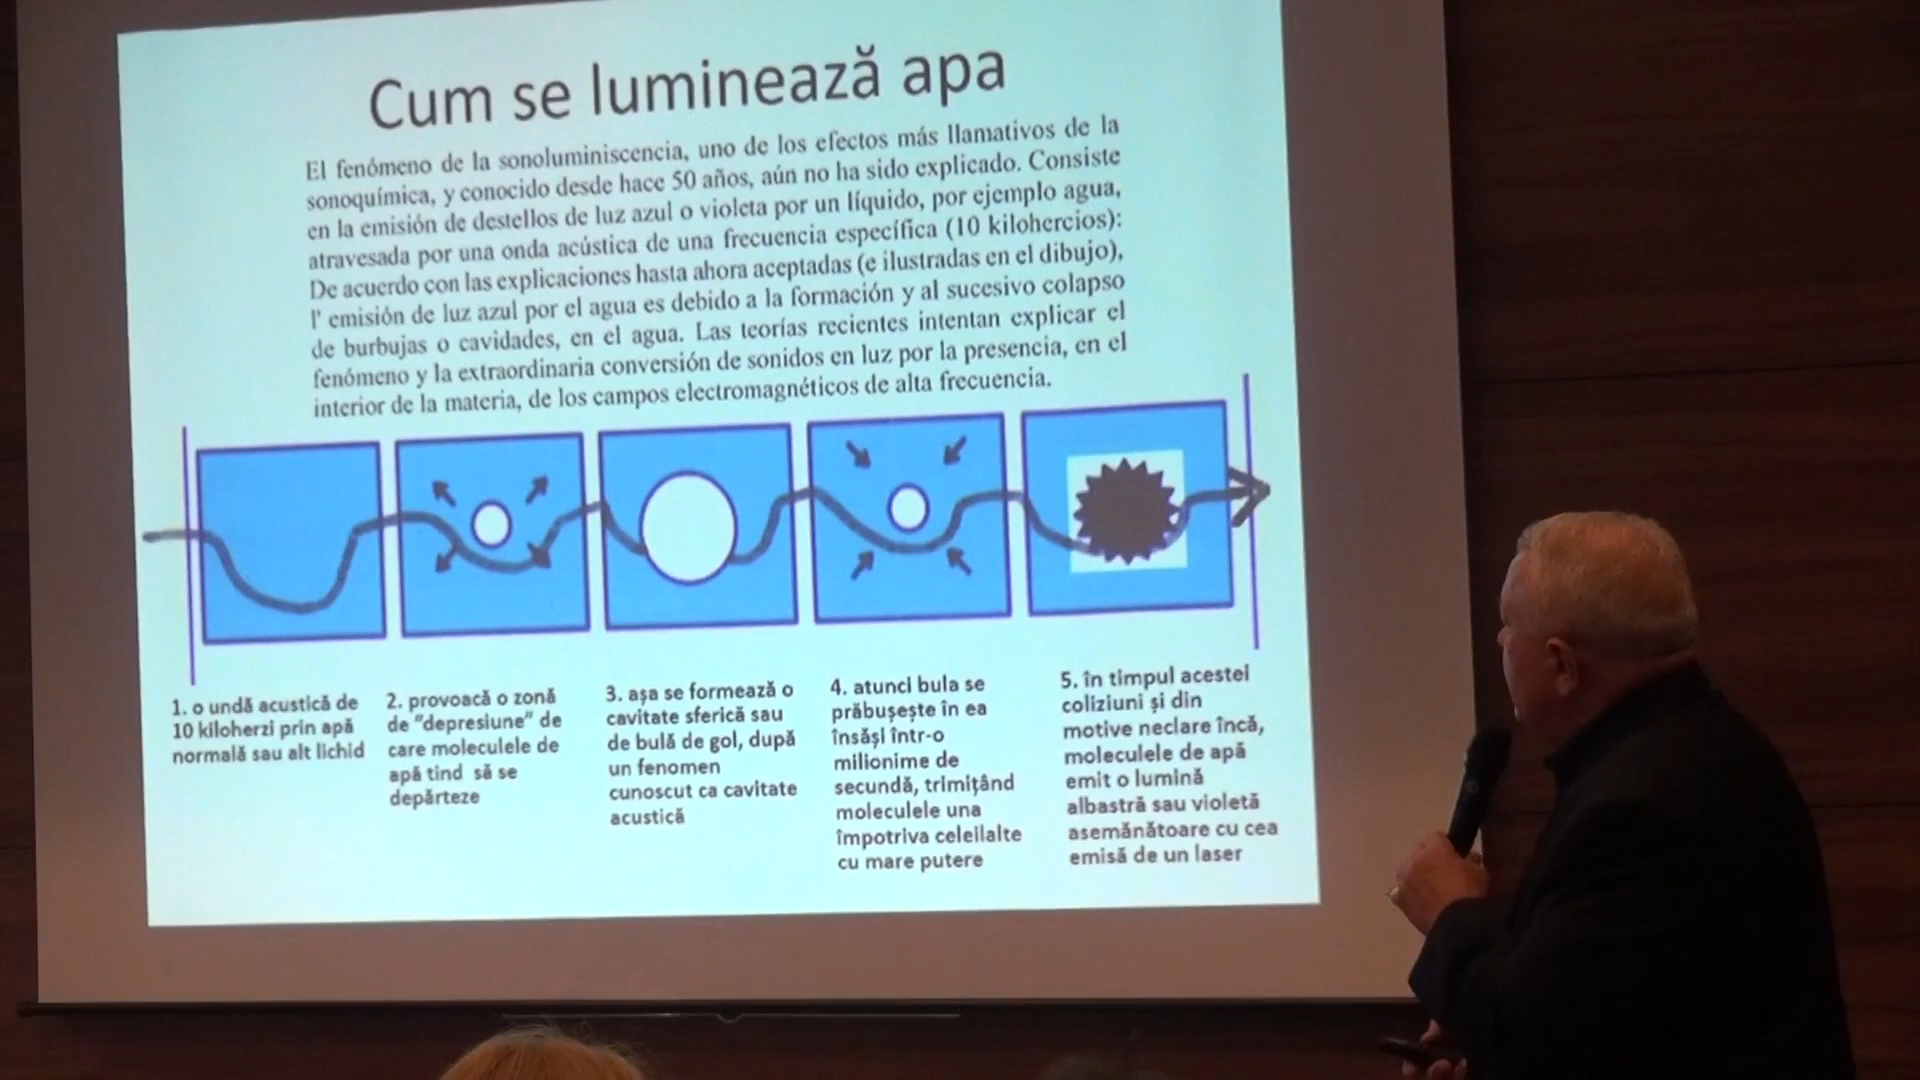 Cum se luminează apa
El fenómeno de la sonoluminiscencia, uno de los efectos más llamativos de la
sonoquímica, y conocido desde hace 50 años, aún no ha sido explicado. Consiste
en la emisión de destellos de luz azul o violeta por un líquido, por ejemplo agua,
atravesada por una onda acústica de una frecuencia específica (10 kilohercios):
De acuerdo con las explicaciones hasta ahora aceptadas (e ilustradas en el dibujo),
l' emisión de luz azul por el agua es debido a la formación y al sucesivo colapso
de burbujas o cavidades, en el agua. Las teorías recientes intentan explicar el
fenómeno y la extraordinaria conversión de sonidos en luz por la presencia, en el
interior de la materia, de los campos electromagnéticos de alta frecuencia.
1. o undă acustică de
10 kiloherzi prin apă
normală sau alt lichid
2. provoacă o zonă
de "depresiune" de
care moleculele de
apă tind să se
depărteze
3. așa se formează o
cavitate sferică sau
de bulă de gol, după
un fenomen
cunoscut ca cavitate
acustică
4. atunci bula se
prăbușește în ea
însăși într-o
milionime de
secundă, trimițând
moleculele una
împotriva celeilalte
cu mare putere
5. în timpul acestei
coliziuni și din
motive neclare încă,
moleculele de apă
emit o lumină
albastră sau violetă
asemănătoare cu cea
emisă de un laser